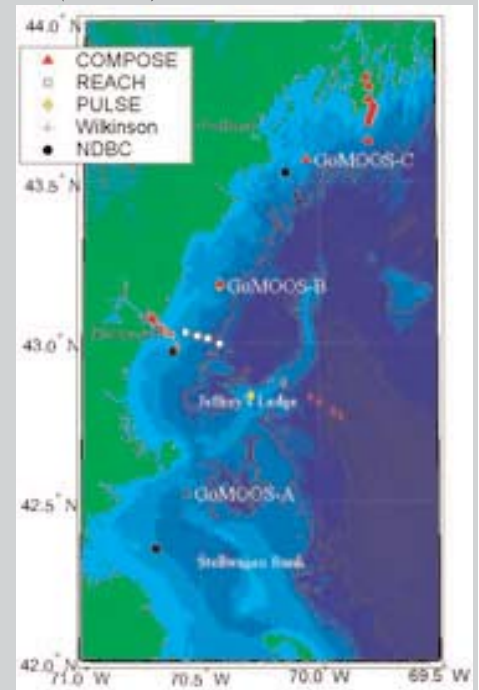 44.0° N
COMPOSE
REACH
PULSE
Wilkinson
NDBC
GoMOOS-C
43.5° N
GoMOOS-B
43.0° N
Jeffrey's Ledge
42.5° N
GoMOOS-A
Stellwagen Bank
42.0° N
71.0° W
70.5° W
70.0° W
69.5° W